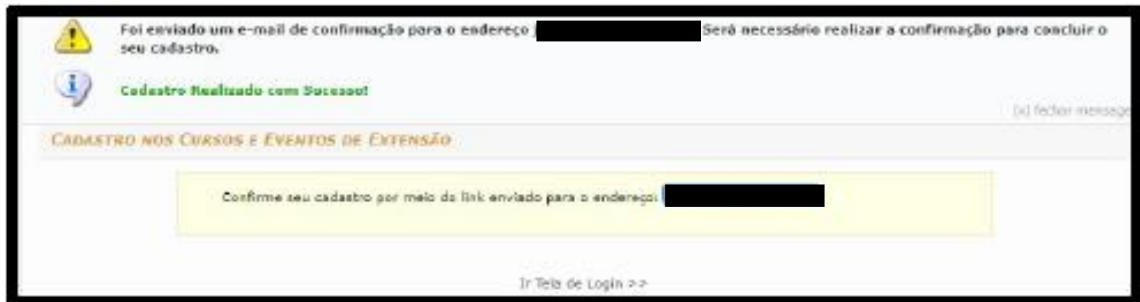 Foi enviado um e-mail de confirmação para o endereço Será necessário realizar a confirmação para concluir o
seu cadastro.
Cadastro Realizado com Sucesso!
[x] fechar mensage
CADASTRO NOS CURSOS E EVENTOS DE EXTENSÃO
Confirme seu cadastro por meio do link enviado para o endereço:
Ir Tela de Login >>